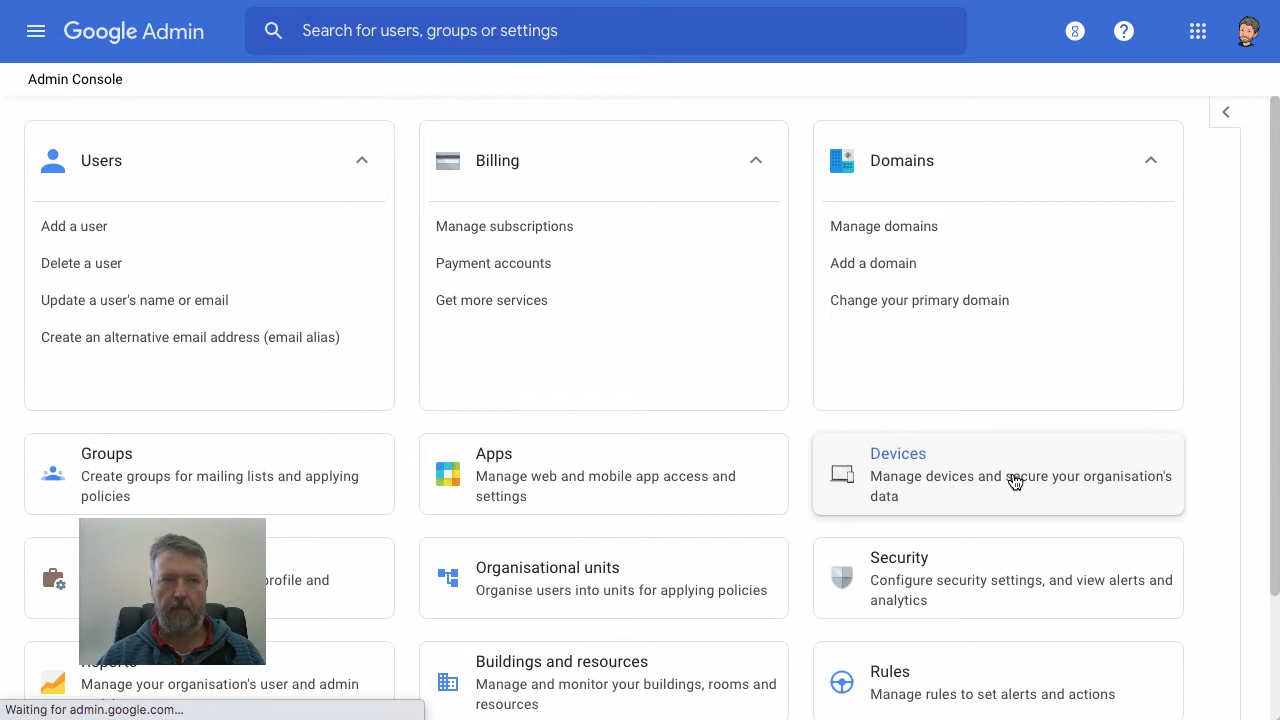 Google Admin
Search for users, groups or settings
Admin Console
Users
Add a user
Delete a user
Update a user's name or email
Create an alternative email address (email alias)
Billing
Manage subscriptions
Payment accounts
Get more services
Domains
Manage domains
Add a domain
Change your primary domain
Groups
Create groups for mailing lists and applying
policies
Apps
Manage web and mobile app access and
settings
Devices
Manage devices and secure your organisation's
data
profile and
Organisational units
Organise users into units for applying policies
Security
Configure security settings, and view alerts and
analytics
Reports
Manage your organisation's user and admin
Buildings and resources
Manage and monitor your buildings, rooms and
resources
Rules
Manage rules to set alerts and actions
Waiting for admin.google.com...